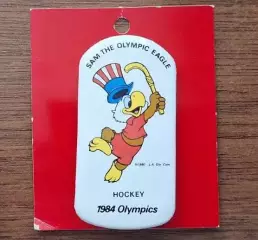 SAM THE OLYMPIC EAGLE
HOCKEY
1984 Olympics